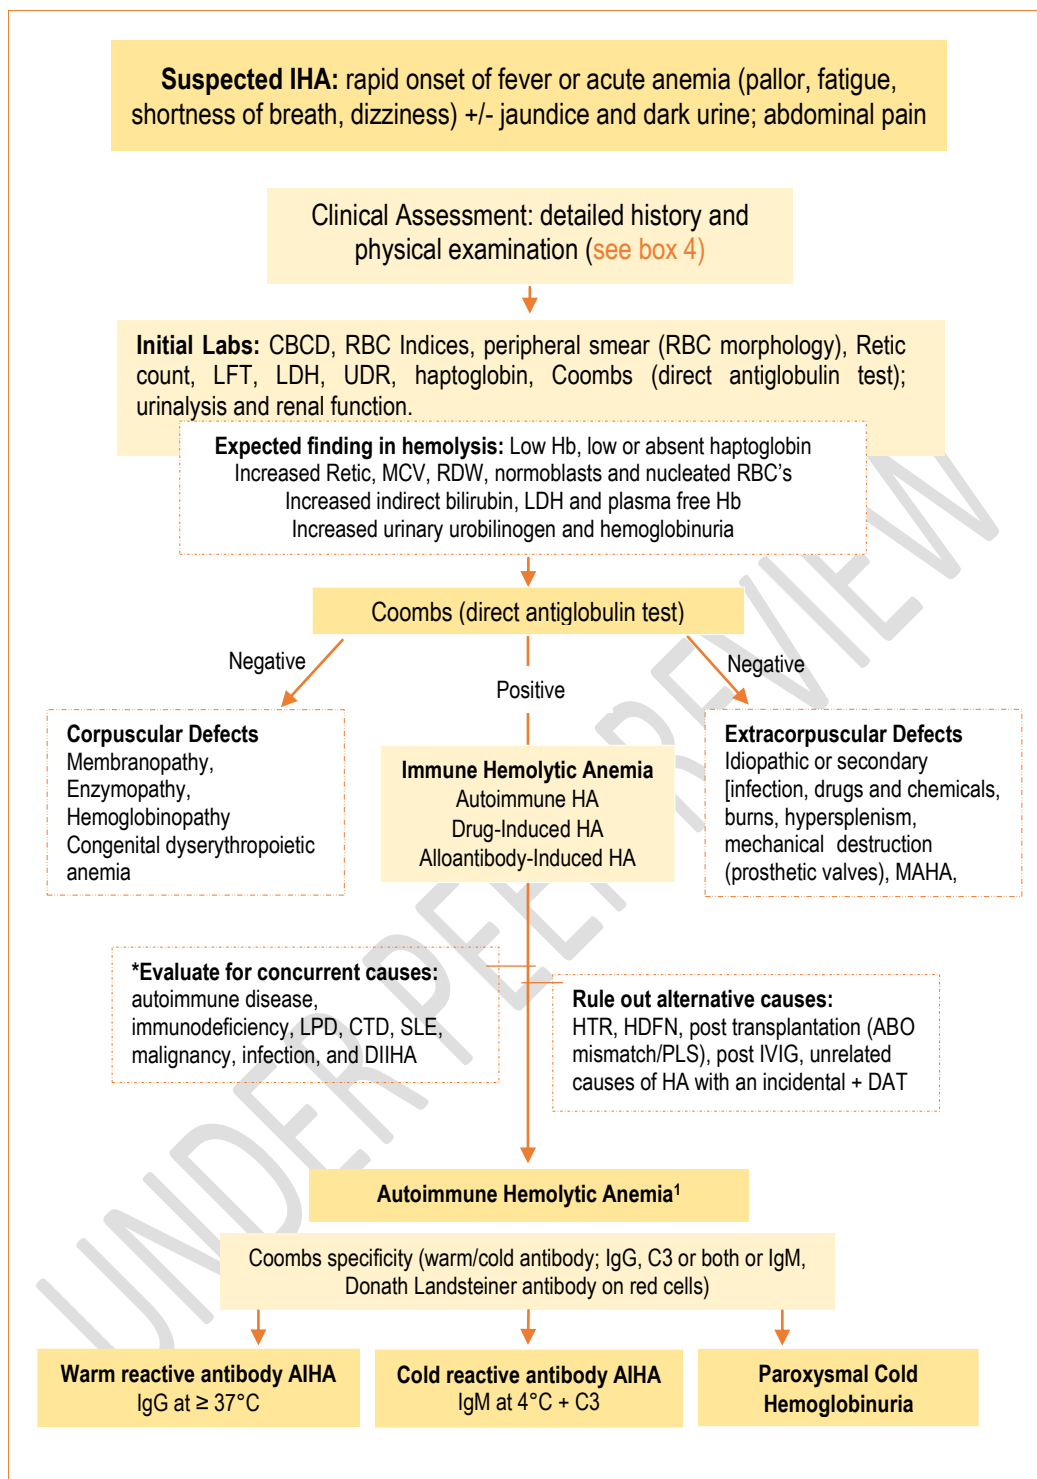 Suspected IHA: rapid onset of fever or acute anemia (pallor, fatigue,
shortness of breath, dizziness) +/- jaundice and dark urine; abdominal pain
Clinical Assessment: detailed history and
physical examination (see box 4)
Initial Labs: CBCD, RBC Indices, peripheral smear (RBC morphology), Retic
count, LFT, LDH, UDR, haptoglobin, Coombs (direct antiglobulin test);
urinalysis and renal function.
Expected finding in hemolysis: Low Hb, low or absent haptoglobin
Increased Retic, MCV, RDW, normoblasts and nucleated RBC's
Increased indirect bilirubin, LDH and plasma free Hb
Increased urinary urobilinogen and hemoglobinuria
Coombs (direct antiglobulin test)
Negative
Positive
Negative
Corpuscular Defects
Membranopathy,
Enzymopathy,
Hemoglobinopathy
Congenital dyserythropoietic
anemia
Immune Hemolytic Anemia
Autoimmune HA
Drug-Induced HA
Alloantibody-Induced HA
Extracorpuscular Defects
Idiopathic or secondary
[infection, drugs and chemicals,
burns, hypersplenism,
mechanical destruction
(prosthetic valves), MAHA,
*Evaluate for concurrent causes:
autoimmune disease,
immunodeficiency, LPD, CTD, SLE,
malignancy, infection, and DIIHA
Rule out alternative causes:
HTR, HDFN, post transplantation (ABO
mismatch/PLS), post IVIG, unrelated
causes of HA with an incidental + DAT
Autoimmune Hemolytic Anemia¹
Coombs specificity (warm/cold antibody; IgG, C3 or both or IgM,
Donath Landsteiner antibody on red cells)
Warm reactive antibody AIHA
IgG at ≥ 37°C
Cold reactive antibody AIHA
IgM at 4°C + C3
Paroxysmal Cold
Hemoglobinuria
UNDER PEER REVIEW